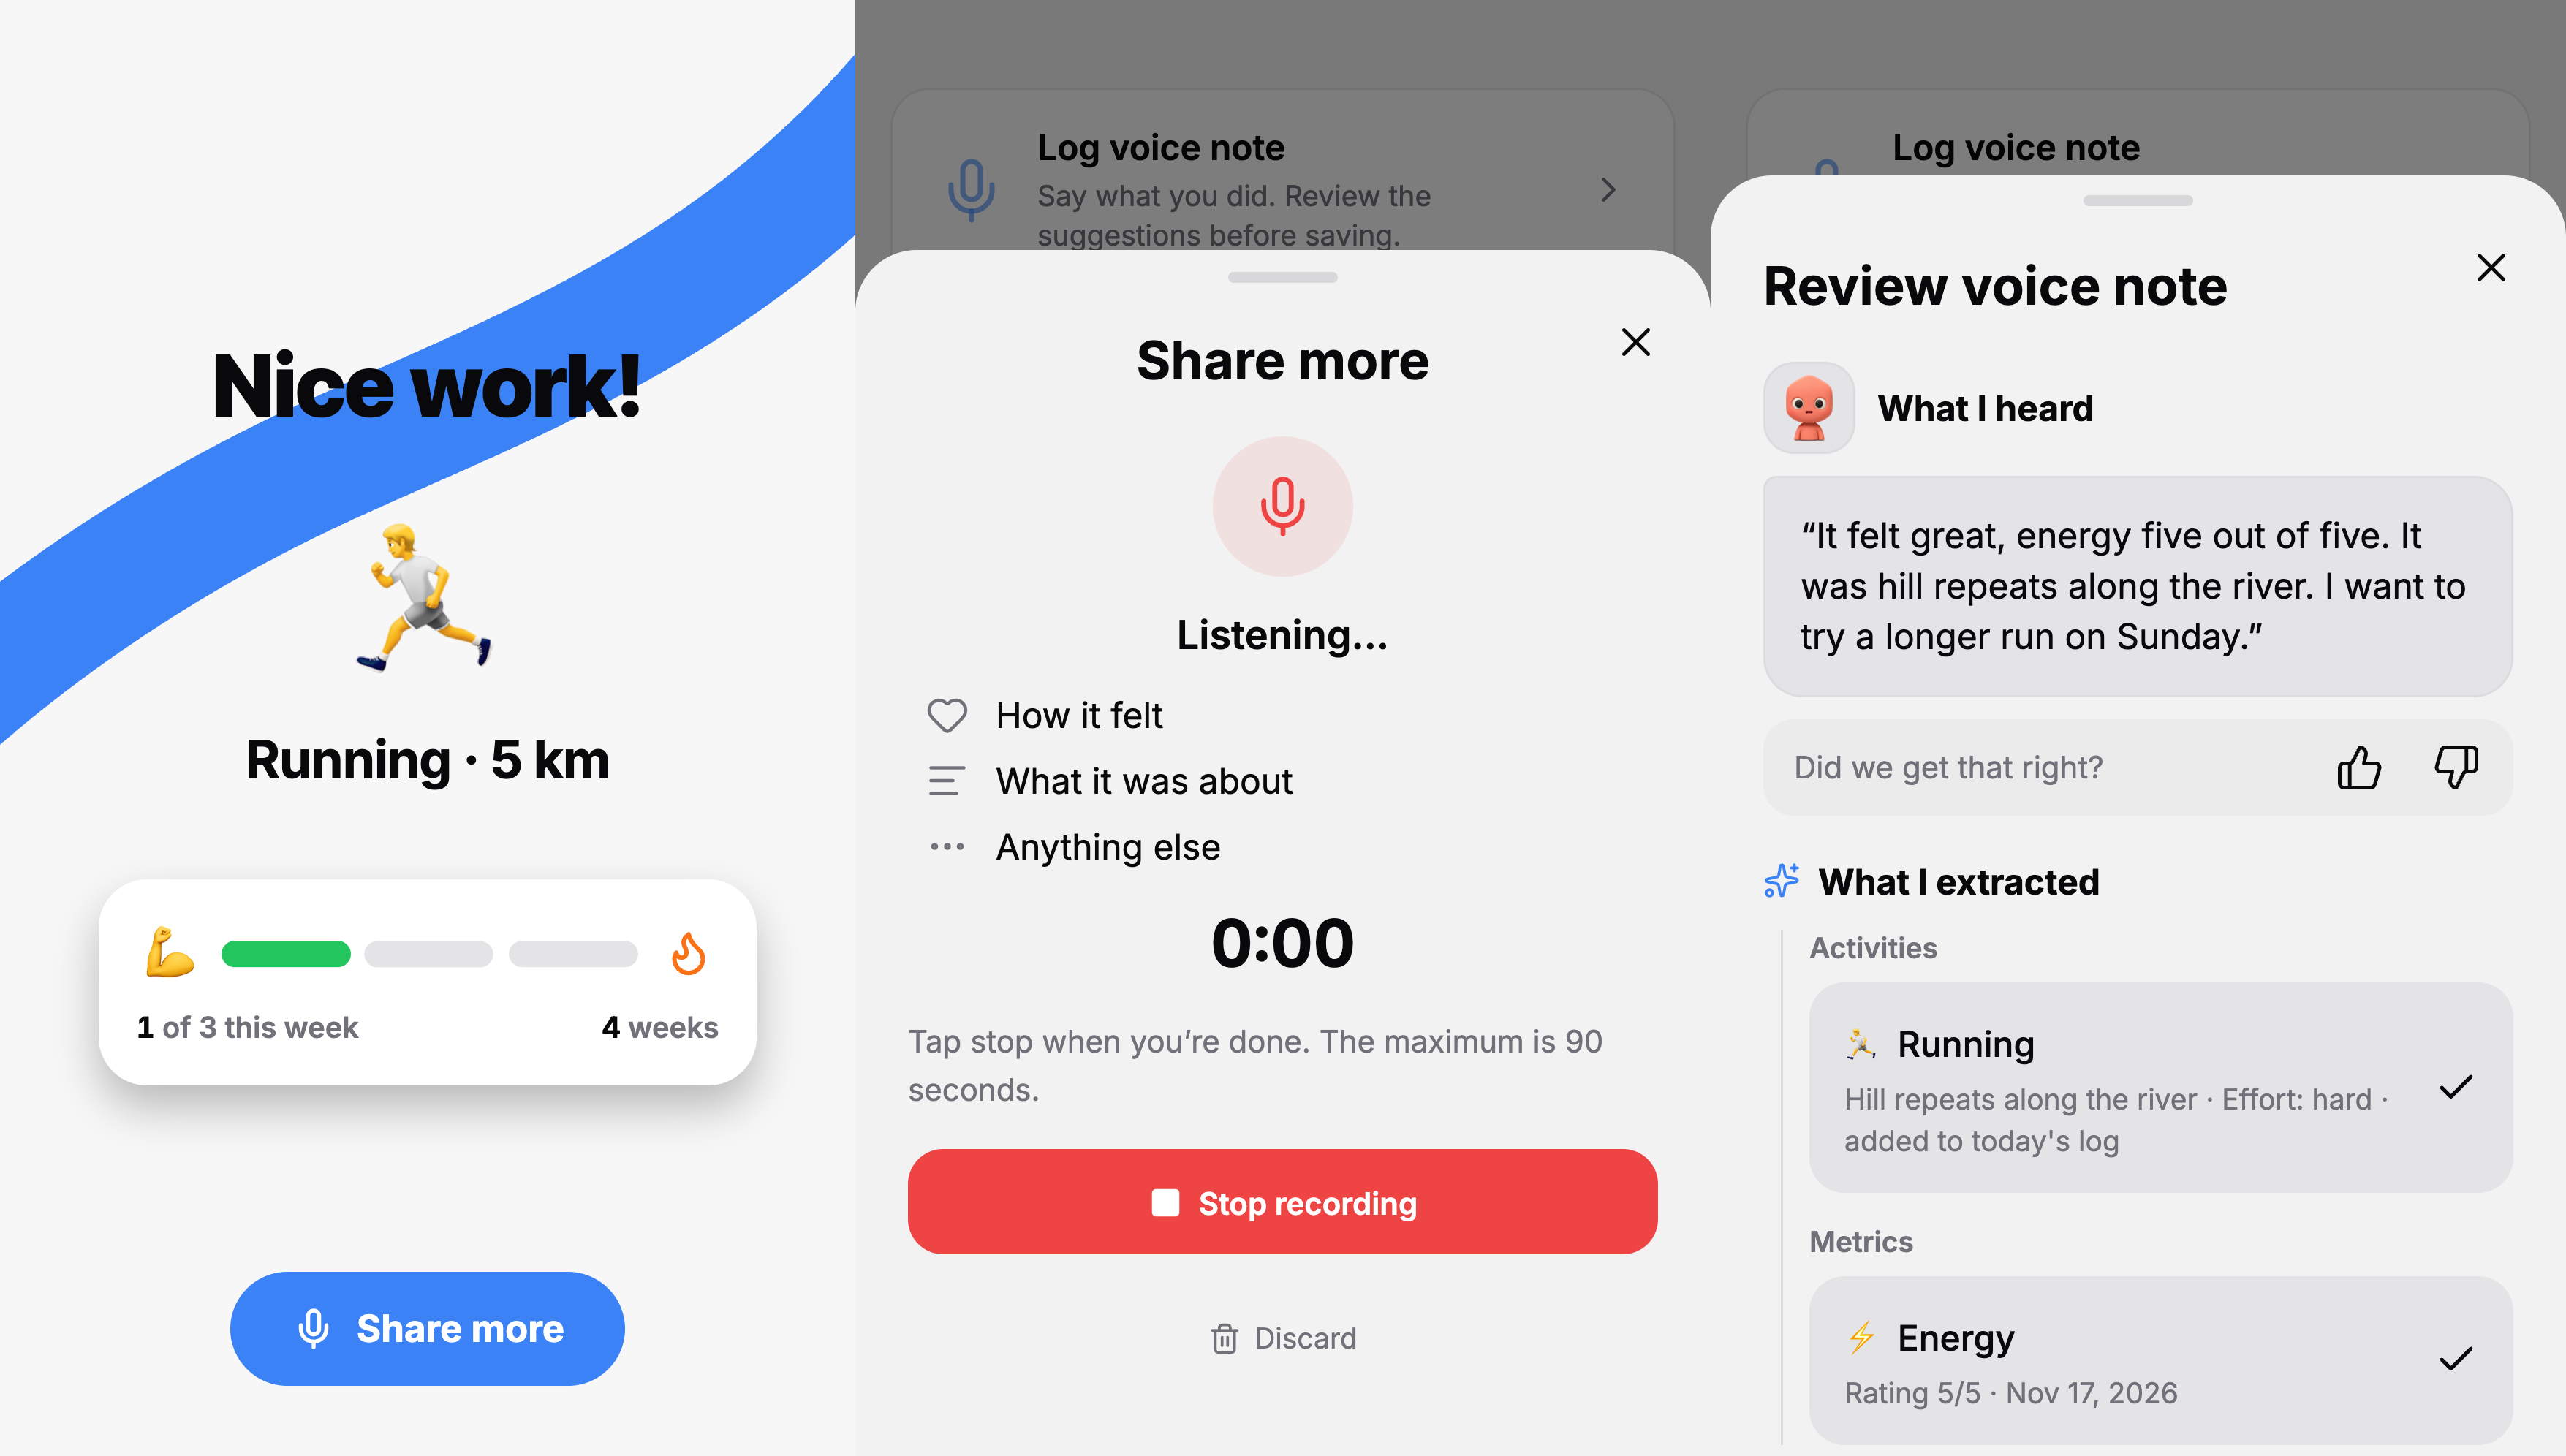 Nice work!
Running · 5 km
1 of 3 this week
4 weeks
Share more
Log voice note
Say what you did. Review the
suggestions before saving.
Share more
Listening...
How it felt
What it was about
Anything else
0:00
Tap stop when you’re done. The maximum is 90
seconds.
Stop recording
Discard
Log voice note
Review voice note
What I heard
“It felt great, energy five out of five. It
was hill repeats along the river. I want to
try a longer run on Sunday.”
Did we get that right?
What I extracted
Activities
Running
Hill repeats along the river · Effort: hard ·
added to today's log
Metrics
Energy
Rating 5/5 · Nov 17, 2026